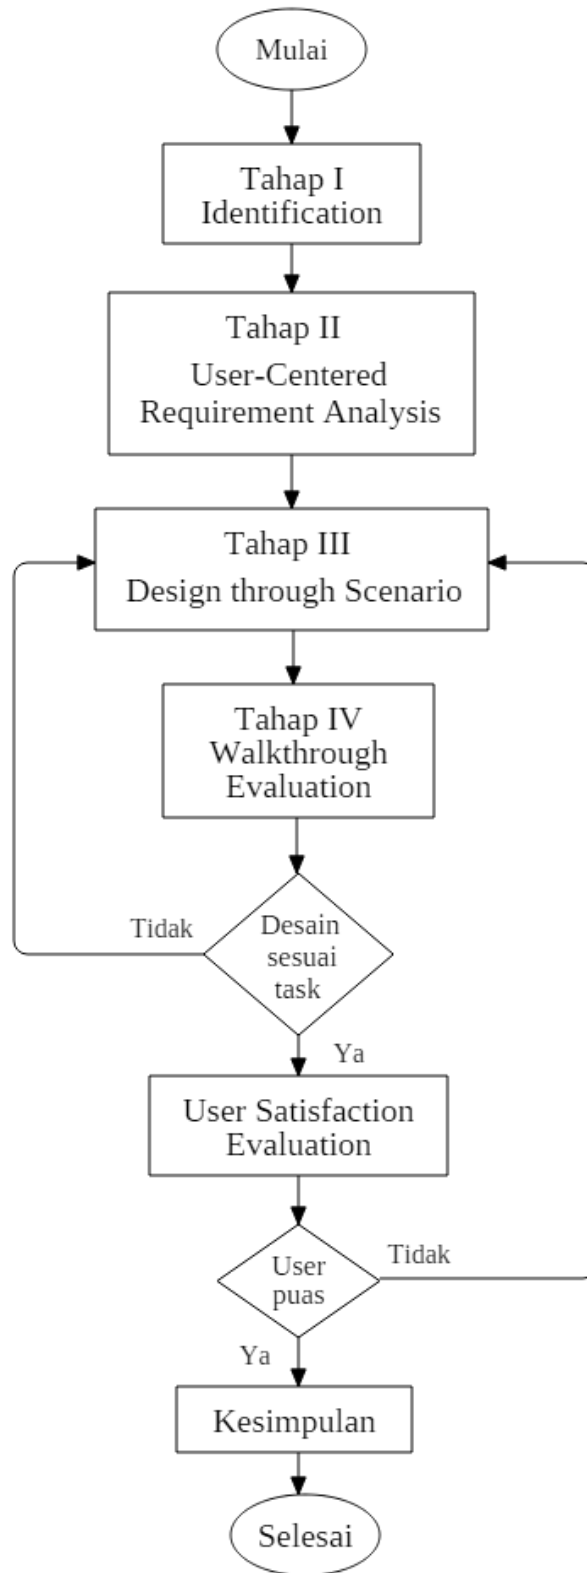 Mulai
Tahap I
Identification
Tahap II
User-Centered
Requirement Analysis
Tahap III
Design through Scenario
Tahap IV
Walkthrough
Evaluation
Tidak
Desain
sesuai
task
Ya
User Satisfaction
Evaluation
User
puas
Tidak
Ya
Kesimpulan
Selesai